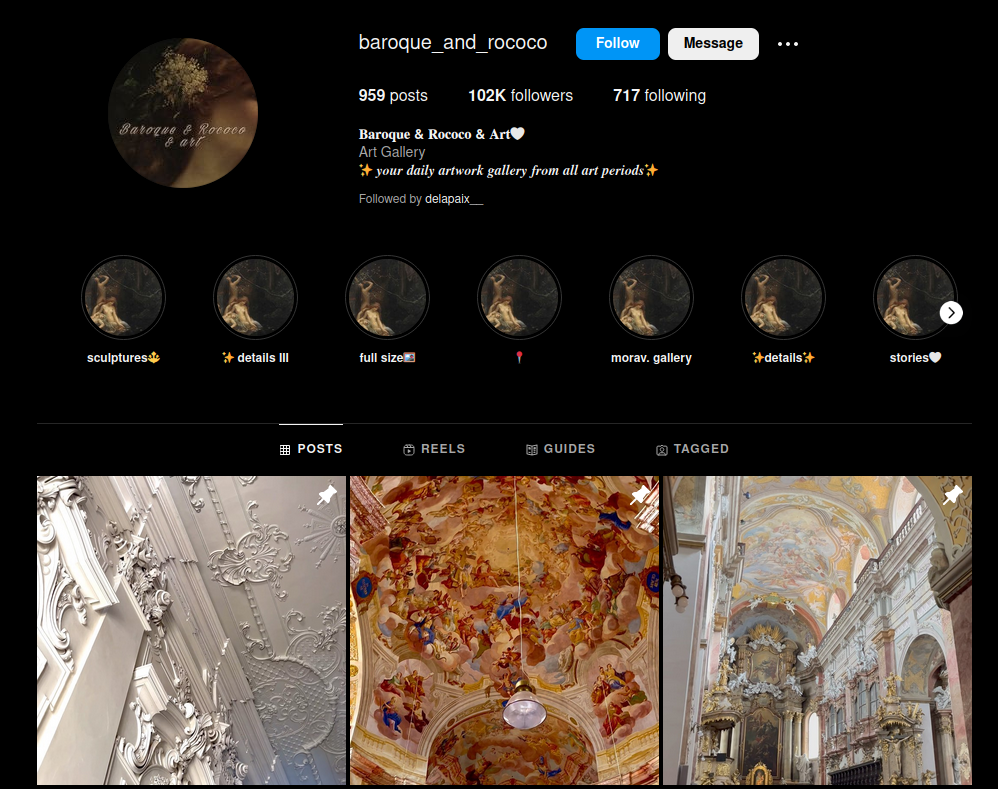 baroque_and_rococo Follow Message
959 posts 102K followers 717 following
Baroque & Rococo
& art
Baroque & Rococo & Art🤍
Art Gallery
✨ your daily artwork gallery from all art periods✨
Followed by delapaix__
sculptures🔱 ✨ details III full size🖼️ 📍 morav. gallery ✨details✨ stories🤍
POSTS REELS GUIDES TAGGED